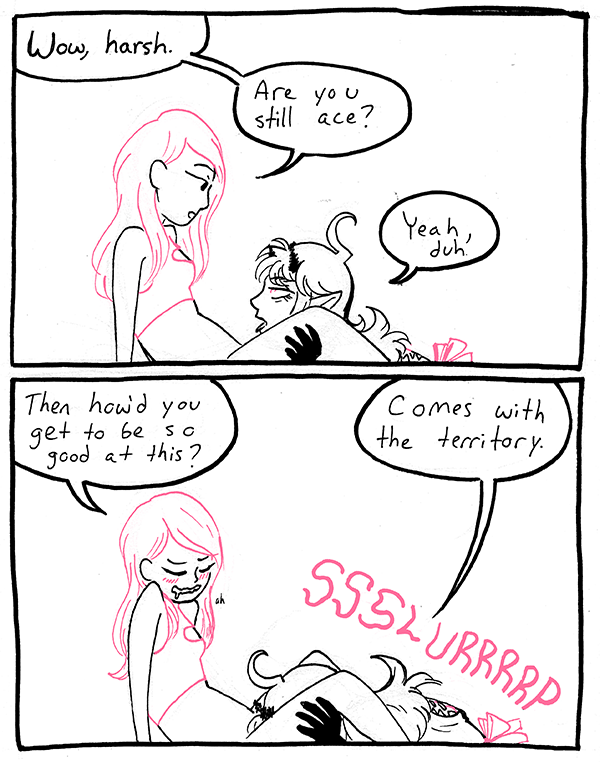 Wow, harsh.
Are you
still ace?
Yeah,
duh.
Then how'd you
get to be so
good at this?
Comes with
the territory.
ah
SSSLURRRRP